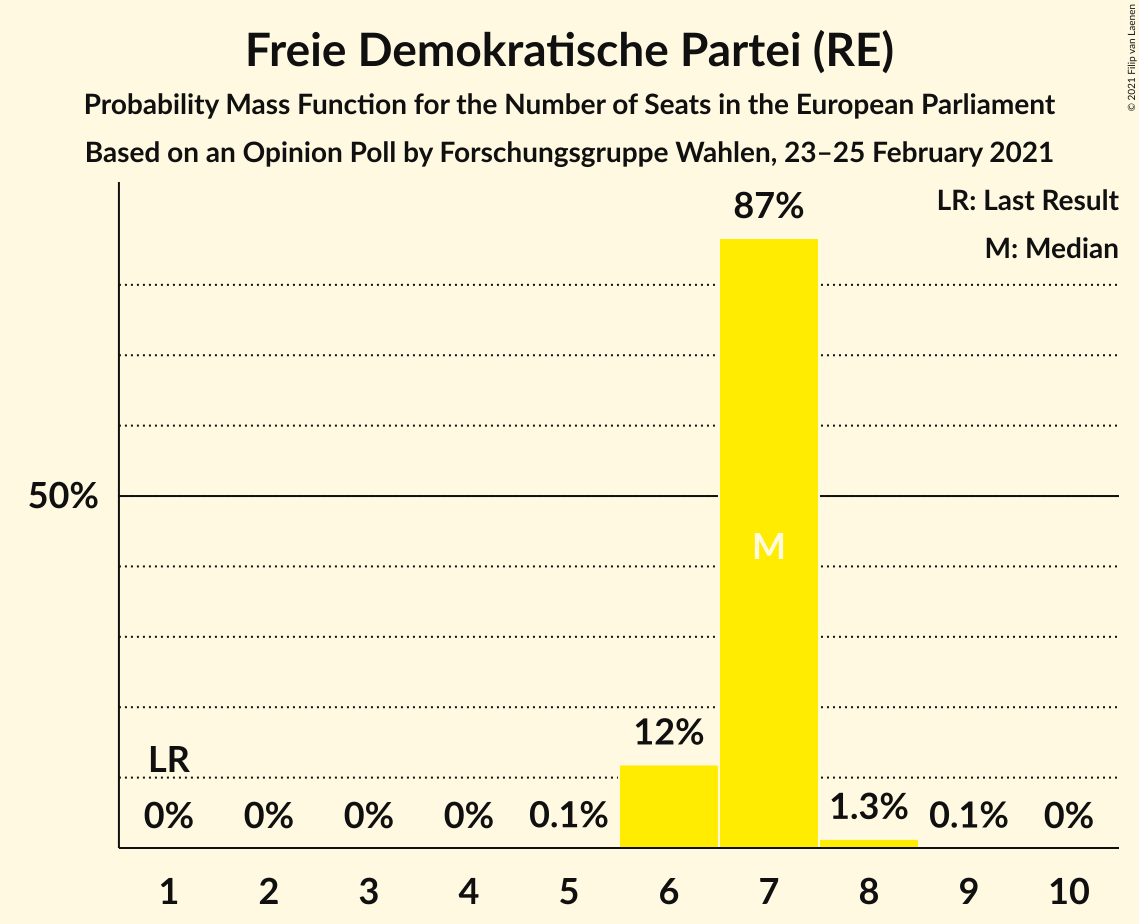 Freie Demokratische Partei (RE)
Probability Mass Function for the Number of Seats in the European Parliament
Based on an Opinion Poll by Forschungsgruppe Wahlen, 23–25 February 2021
© 2021 Filip van Laenen
LR: Last Result
M: Median
87%
50%
M
12%
LR
0% 0% 0% 0% 0.1% 1.3% 0.1% 0%
1 2 3 4 5 6 7 8 9 10